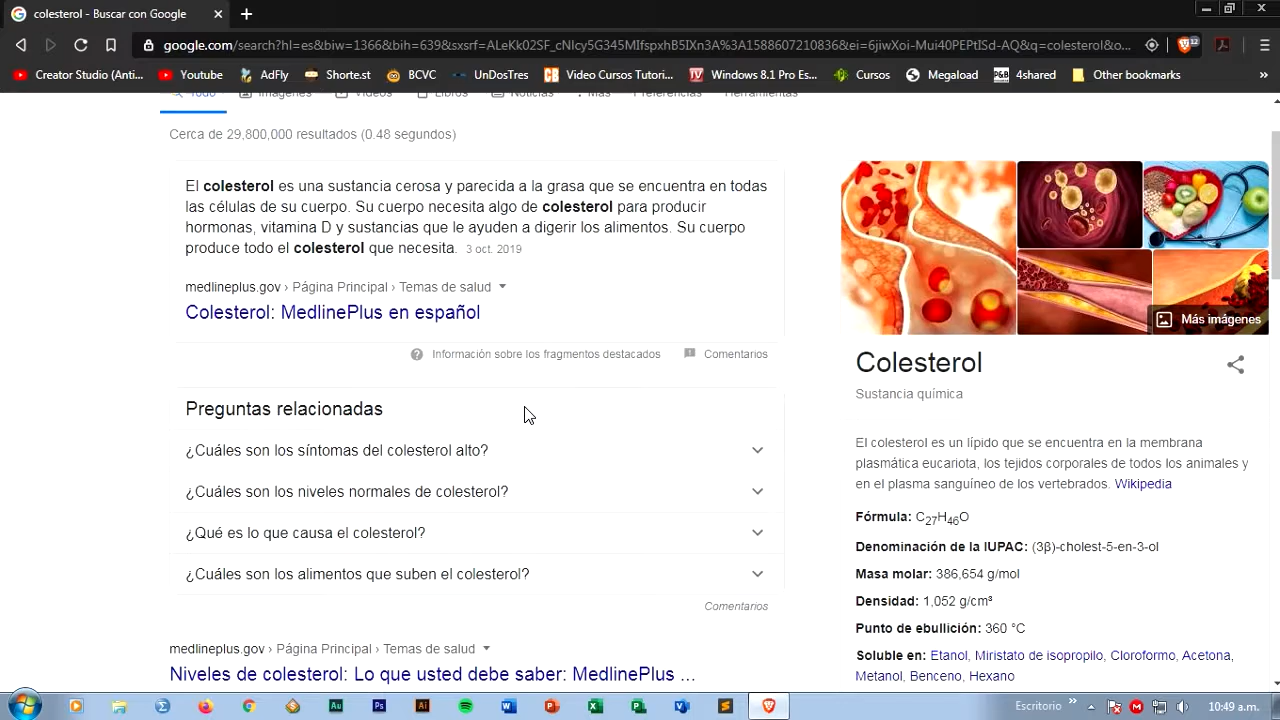 colesterol - Buscar con Google
google.com/search?hl=es&biw=1366&bih=639&sxsrf=ALeKk02SF_cNlcy5G345MIfspxhB5IXn3A%3A1588607210836&ei=6jiwXoi-Mui40PEPtISd-AQ&q=colesterol&o...
12
Creator Studio (Anti... Youtube AdFly Shorte.st BCVC UnDosTres Video Cursos Tutori... Windows 8.1 Pro Es... Cursos Megaload 4shared Other bookmarks
Todo Imágenes Vídeos Libros Noticias Más Preferencias Herramientas
Cerca de 29,800,000 resultados (0.48 segundos)
El colesterol es una sustancia cerosa y parecida a la grasa que se encuentra en todas
las células de su cuerpo. Su cuerpo necesita algo de colesterol para producir
hormonas, vitamina D y sustancias que le ayuden a digerir los alimentos. Su cuerpo
produce todo el colesterol que necesita. 3 oct. 2019
medlineplus.gov › Página Principal › Temas de salud
Colesterol: MedlinePlus en español
Información sobre los fragmentos destacados Comentarios
Preguntas relacionadas
¿Cuáles son los síntomas del colesterol alto?
¿Cuáles son los niveles normales de colesterol?
¿Qué es lo que causa el colesterol?
¿Cuáles son los alimentos que suben el colesterol?
Comentarios
medlineplus.gov › Página Principal › Temas de salud
Niveles de colesterol: Lo que usted debe saber: MedlinePlus ...
Más imágenes
Colesterol
Sustancia química
El colesterol es un lípido que se encuentra en la membrana
plasmática eucariota, los tejidos corporales de todos los animales y
en el plasma sanguíneo de los vertebrados. Wikipedia
Fórmula: C27H46O
Denominación de la IUPAC: (3β)-cholest-5-en-3-ol
Masa molar: 386,654 g/mol
Densidad: 1,052 g/cm³
Punto de ebullición: 360 °C
Soluble en: Etanol, Miristato de isopropilo, Cloroformo, Acetona,
Metanol, Benceno, Hexano
Escritorio
10:49 a.m.